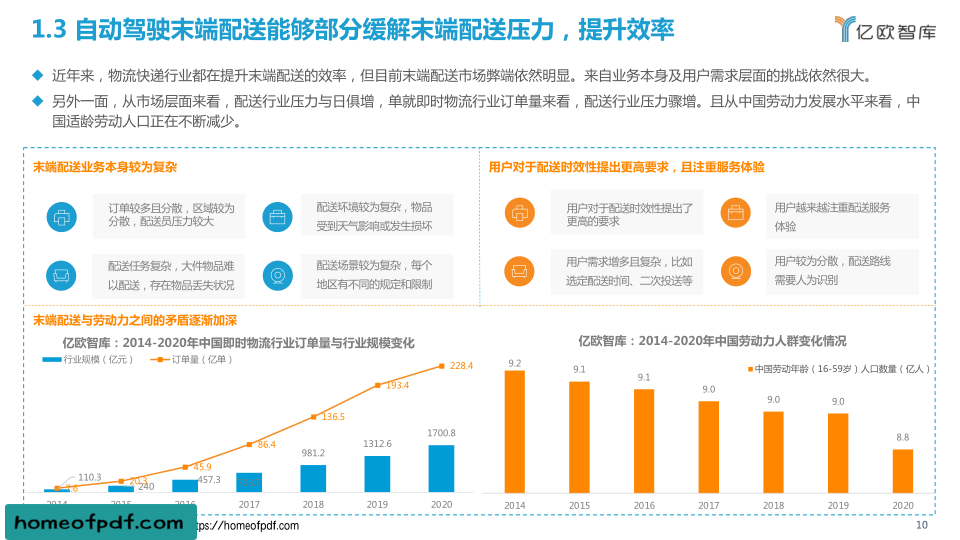 1.3 自动驾驶末端配送能够部分缓解末端配送压力，提升效率
亿欧智库
近年来，物流快递行业都在提升末端配送的效率，但目前末端配送市场弊端依然明显。来自业务本身及用户需求层面的挑战依然很大。
另外一面，从市场层面来看，配送行业压力与日俱增，单就即时物流行业订单量来看，配送行业压力骤增。且从中国劳动力发展水平来看，中
国适龄劳动人口正在不断减少。
末端配送业务本身较为复杂
订单较多且分散，区域较为
分散，配送员压力较大
配送环境较为复杂，物品
受到天气影响或发生损坏
配送任务复杂，大件物品难
以配送，存在物品丢失状况
配送场景较为复杂，每个
地区有不同的规定和限制
用户对于配送时效性提出更高要求，且注重服务体验
用户对于配送时效性提出了
更高的要求
用户越来越注重配送服务
体验
用户需求增多且复杂，比如
选定配送时间、二次投送等
用户较为分散，配送路线
需要人为识别
末端配送与劳动力之间的矛盾逐渐加深
亿欧智库：2014-2020年中国即时物流行业订单量与行业规模变化
行业规模（亿元）
订单量（亿单）
228.4
193.4
136.5
86.4
45.9
20.3
7.6
110.3
240
457.3
981.2
1312.6
1700.8
2014 2015 2016 2017 2018 2019 2020
亿欧智库：2014-2020年中国劳动力人群变化情况
中国劳动年龄（16-59岁）人口数量（亿人）
9.2
9.1
9.1
9.0
9.0
9.0
8.8
2014 2015 2016 2017 2018 2019 2020
homeofpdf.com
https://homeofpdf.com
10